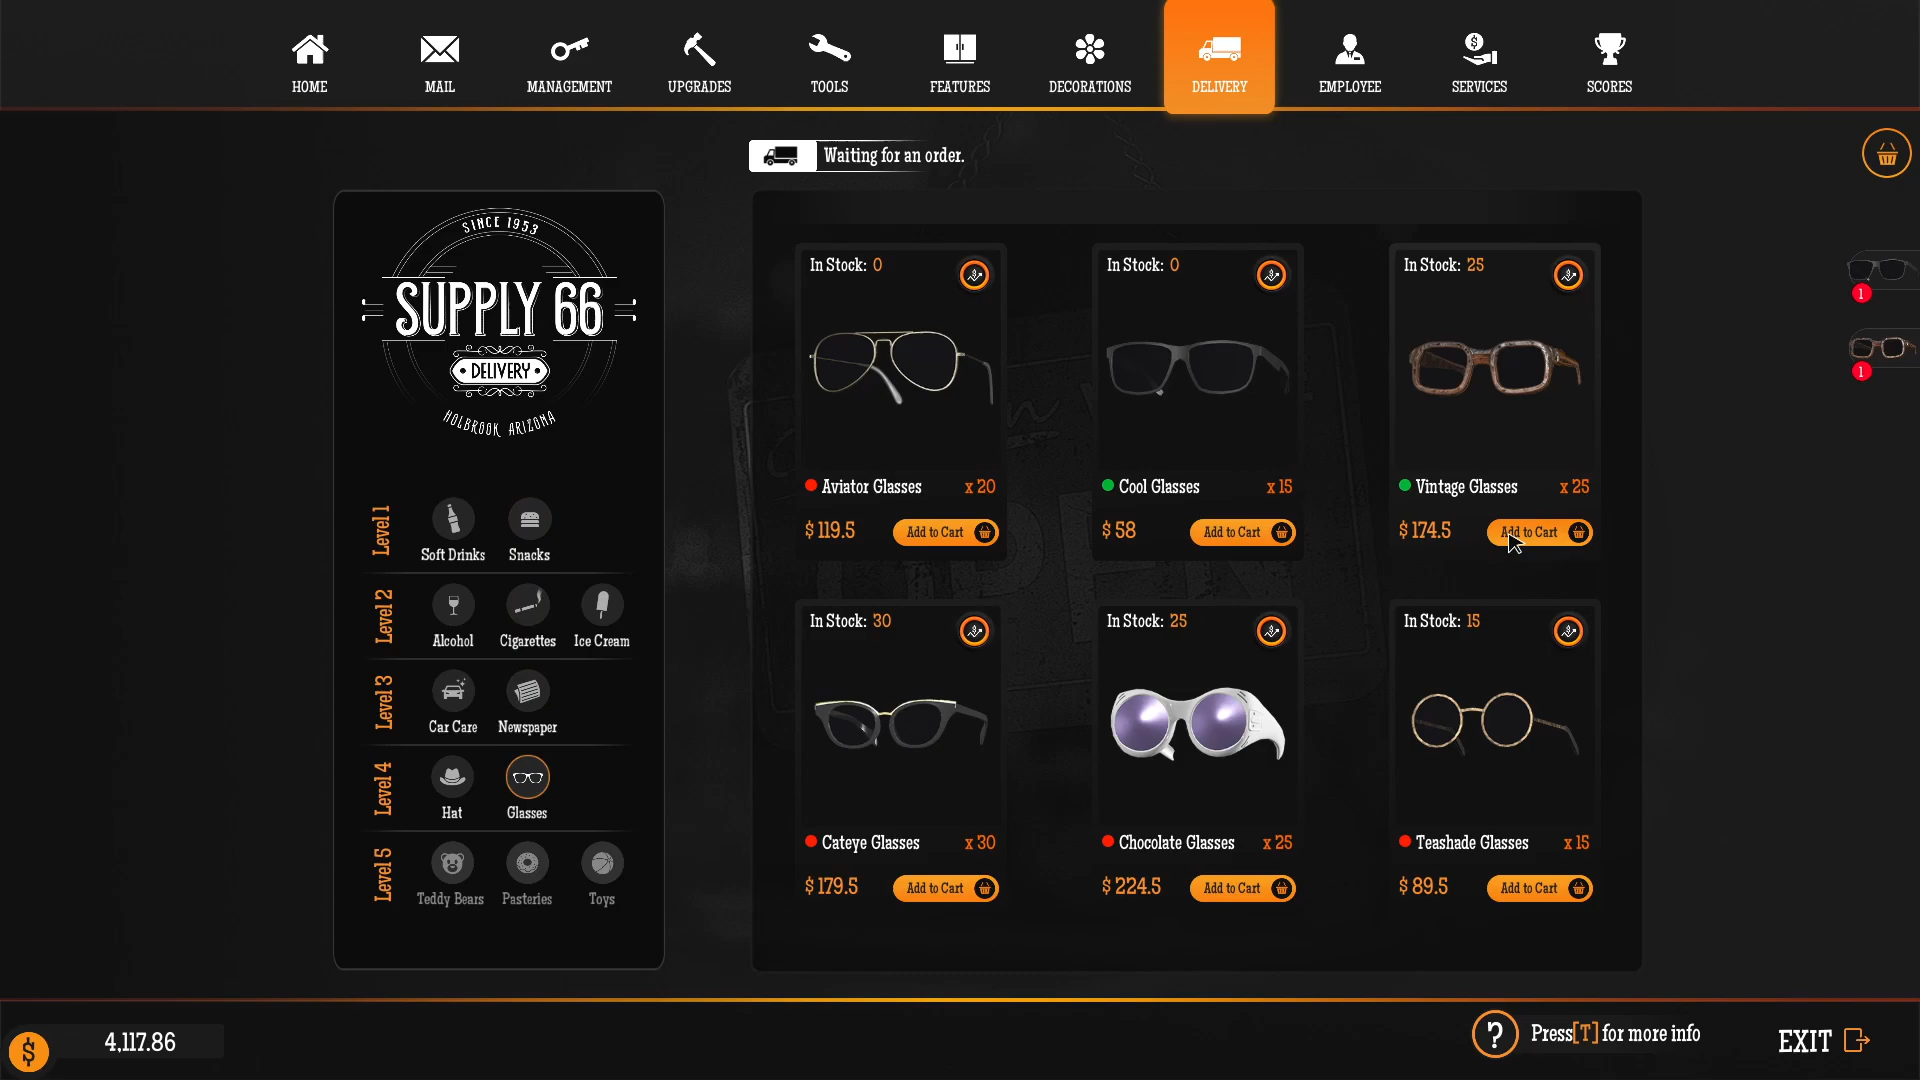 HOME
MAIL
MANAGEMENT
UPGRADES
TOOLS
FEATURES
DECORATIONS
DELIVERY
EMPLOYEE
SERVICES
SCORES
Waiting for an order.
SINCE 1953
SUPPLY 66
• DELIVERY •
HOLBROOK, ARIZONA
Level 1
Soft Drinks
Snacks
Level 2
Alcohol
Cigarettes
Ice Cream
Level 3
Car Care
Newspaper
Level 4
Hat
Glasses
Level 5
Teddy Bears
Pasteries
Toys
In Stock: 0
Aviator Glasses x 20
$ 119.5 Add to Cart
In Stock: 0
Cool Glasses x 15
$ 58 Add to Cart
In Stock: 25
Vintage Glasses x 25
$ 174.5 Add to Cart
In Stock: 30
Cateye Glasses x 30
$ 179.5 Add to Cart
In Stock: 25
Chocolate Glasses x 25
$ 224.5 Add to Cart
In Stock: 15
Teashade Glasses x 15
$ 89.5 Add to Cart
1
1
$ 4,117.86
? Press[T] for more info
EXIT